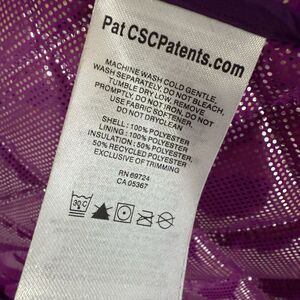 Pat CSCPatents.com
MACHINE WASH COLD GENTLE,
WASH SEPARATELY, DO NOT BLEACH,
TUMBLE DRY LOW, REMOVE
PROMPTLY, DO NOT IRON, DO NOT
USE FABRIC SOFTENER.
DO NOT DRYCLEAN
SHELL: 100% POLYESTER
LINING: 100% POLYESTER
INSULATION: 50% POLYESTER,
50% RECYCLED POLYESTER
EXCLUSIVE OF TRIMMING
RN 69724
CA 05367
30 C